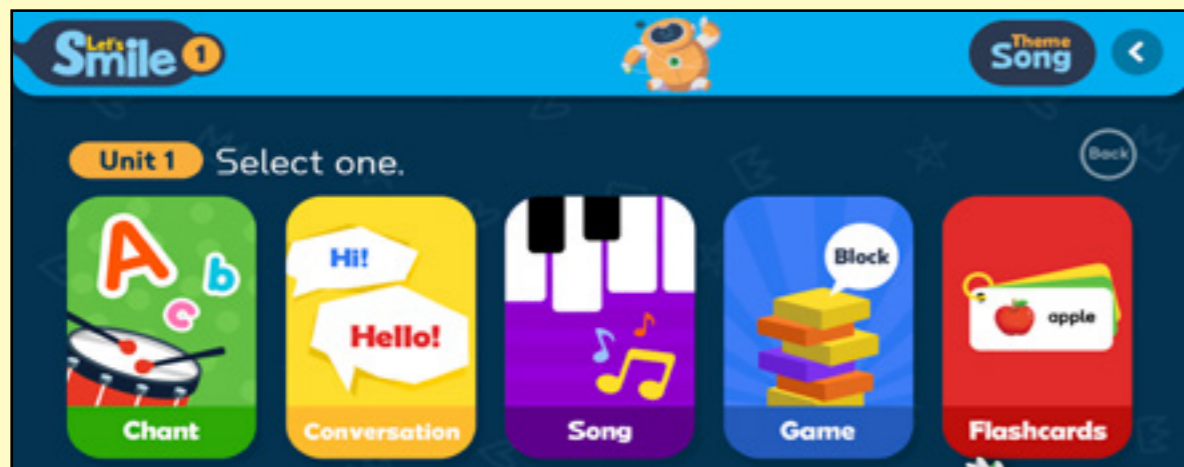 Let's
Smile 1
Theme
Song
Unit 1 Select one.
Back
A
b
c
Hi!
Hello!
Block
apple
Chant
Conversation
Song
Game
Flashcards